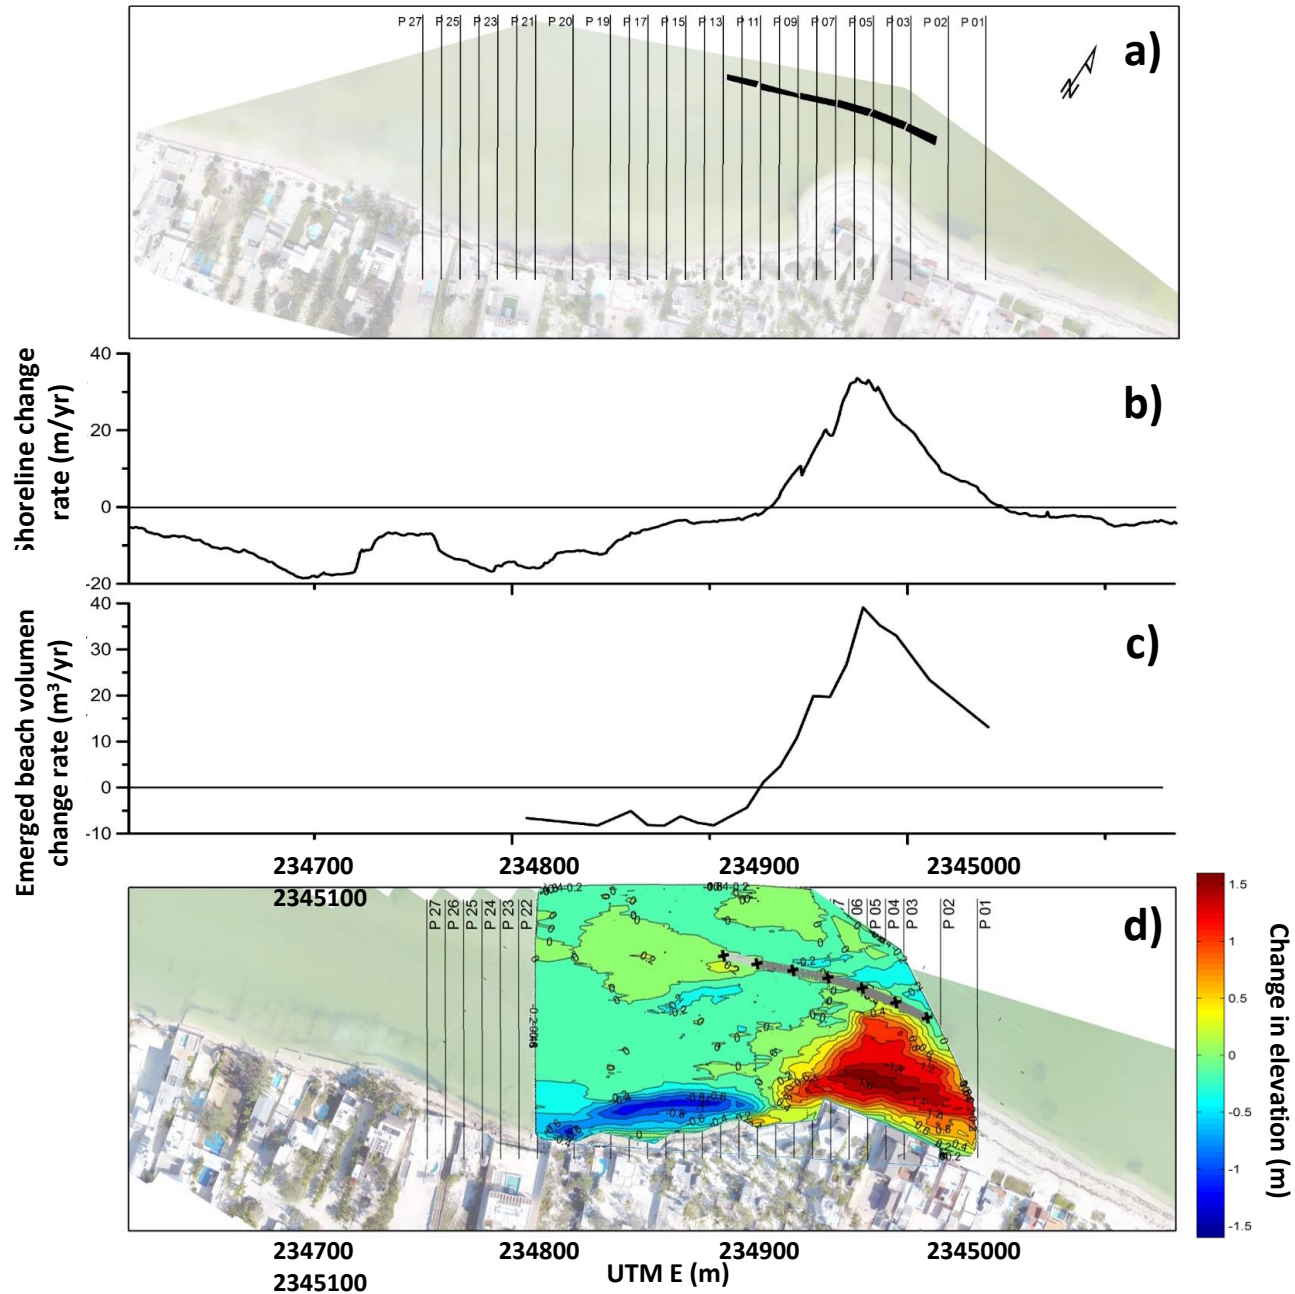 P 27 P 25 P 23 P 21 P 20 P 19 P 17 P 15 P 13 P 11 P 09 P 07 P 05 P 03 P 02 P 01
a)
N
40
20
0
-20
Shoreline change
rate (m/yr)
b)
40
30
20
10
0
-10
Emerged beach volumen
change rate (m³/yr)
c)
234700 234800 234900 2345000
2345100
P 27 P 26 P 25 P 24 P 23 P 22 06 P 05 P 04 P 03 P 02 P 01
d)
1.5
1
0.5
0
-0.5
-1
-1.5
Change in elevation (m)
234700 234800 234900 2345000
2345100
UTM E (m)